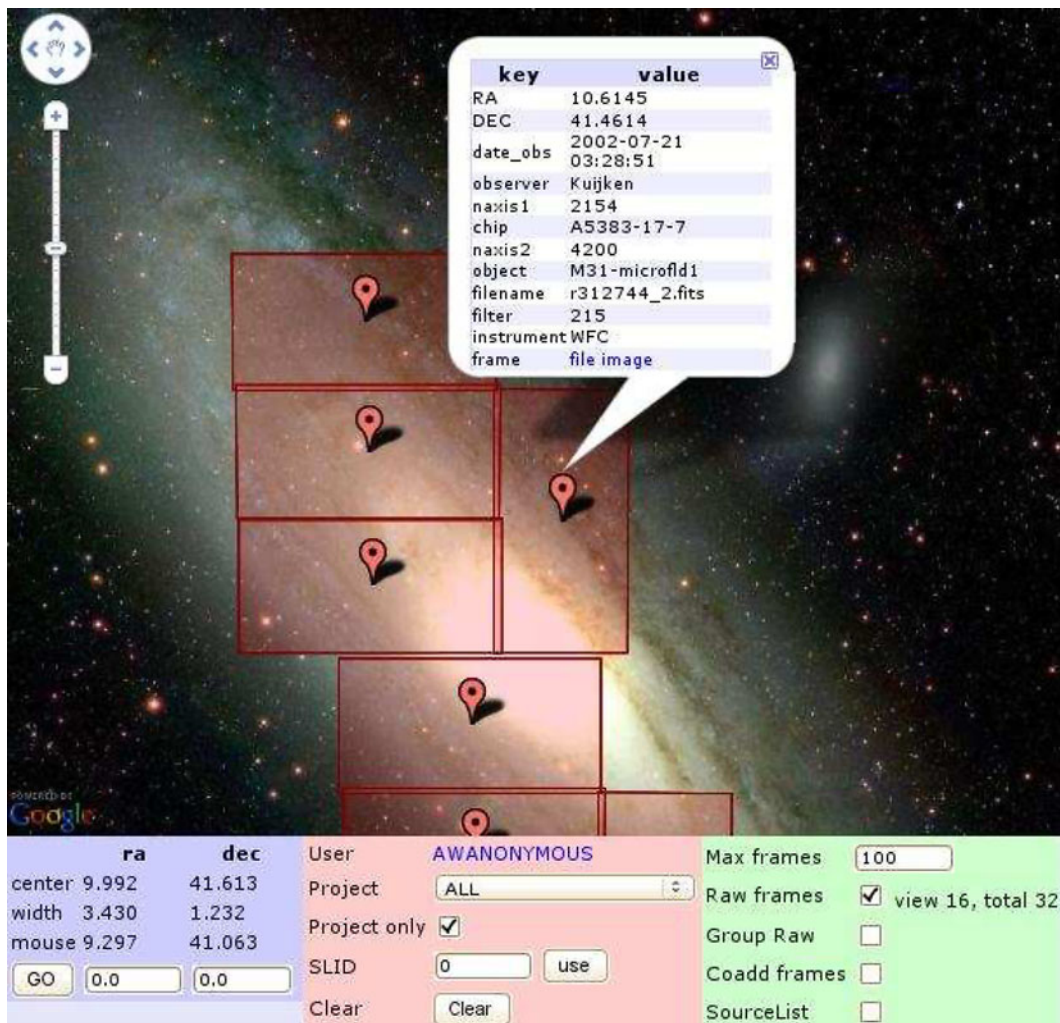 key value
RA 10.6145
DEC 41.4614
date_obs 2002-07-21
03:28:51
observer Kuijken
naxis1 2154
chip A5383-17-7
naxis2 4200
object M31-microfld1
filename r312744_2.fits
filter 215
instrument WFC
frame file image
POWERED BY
Google
ra dec
center 9.992 41.613
width 3.430 1.232
mouse 9.297 41.063
GO 0.0 0.0
User AWANONYMOUS
Project ALL
Project only
SLID 0 use
Clear Clear
Max frames 100
Raw frames view 16, total 32
Group Raw
Coadd frames
SourceList